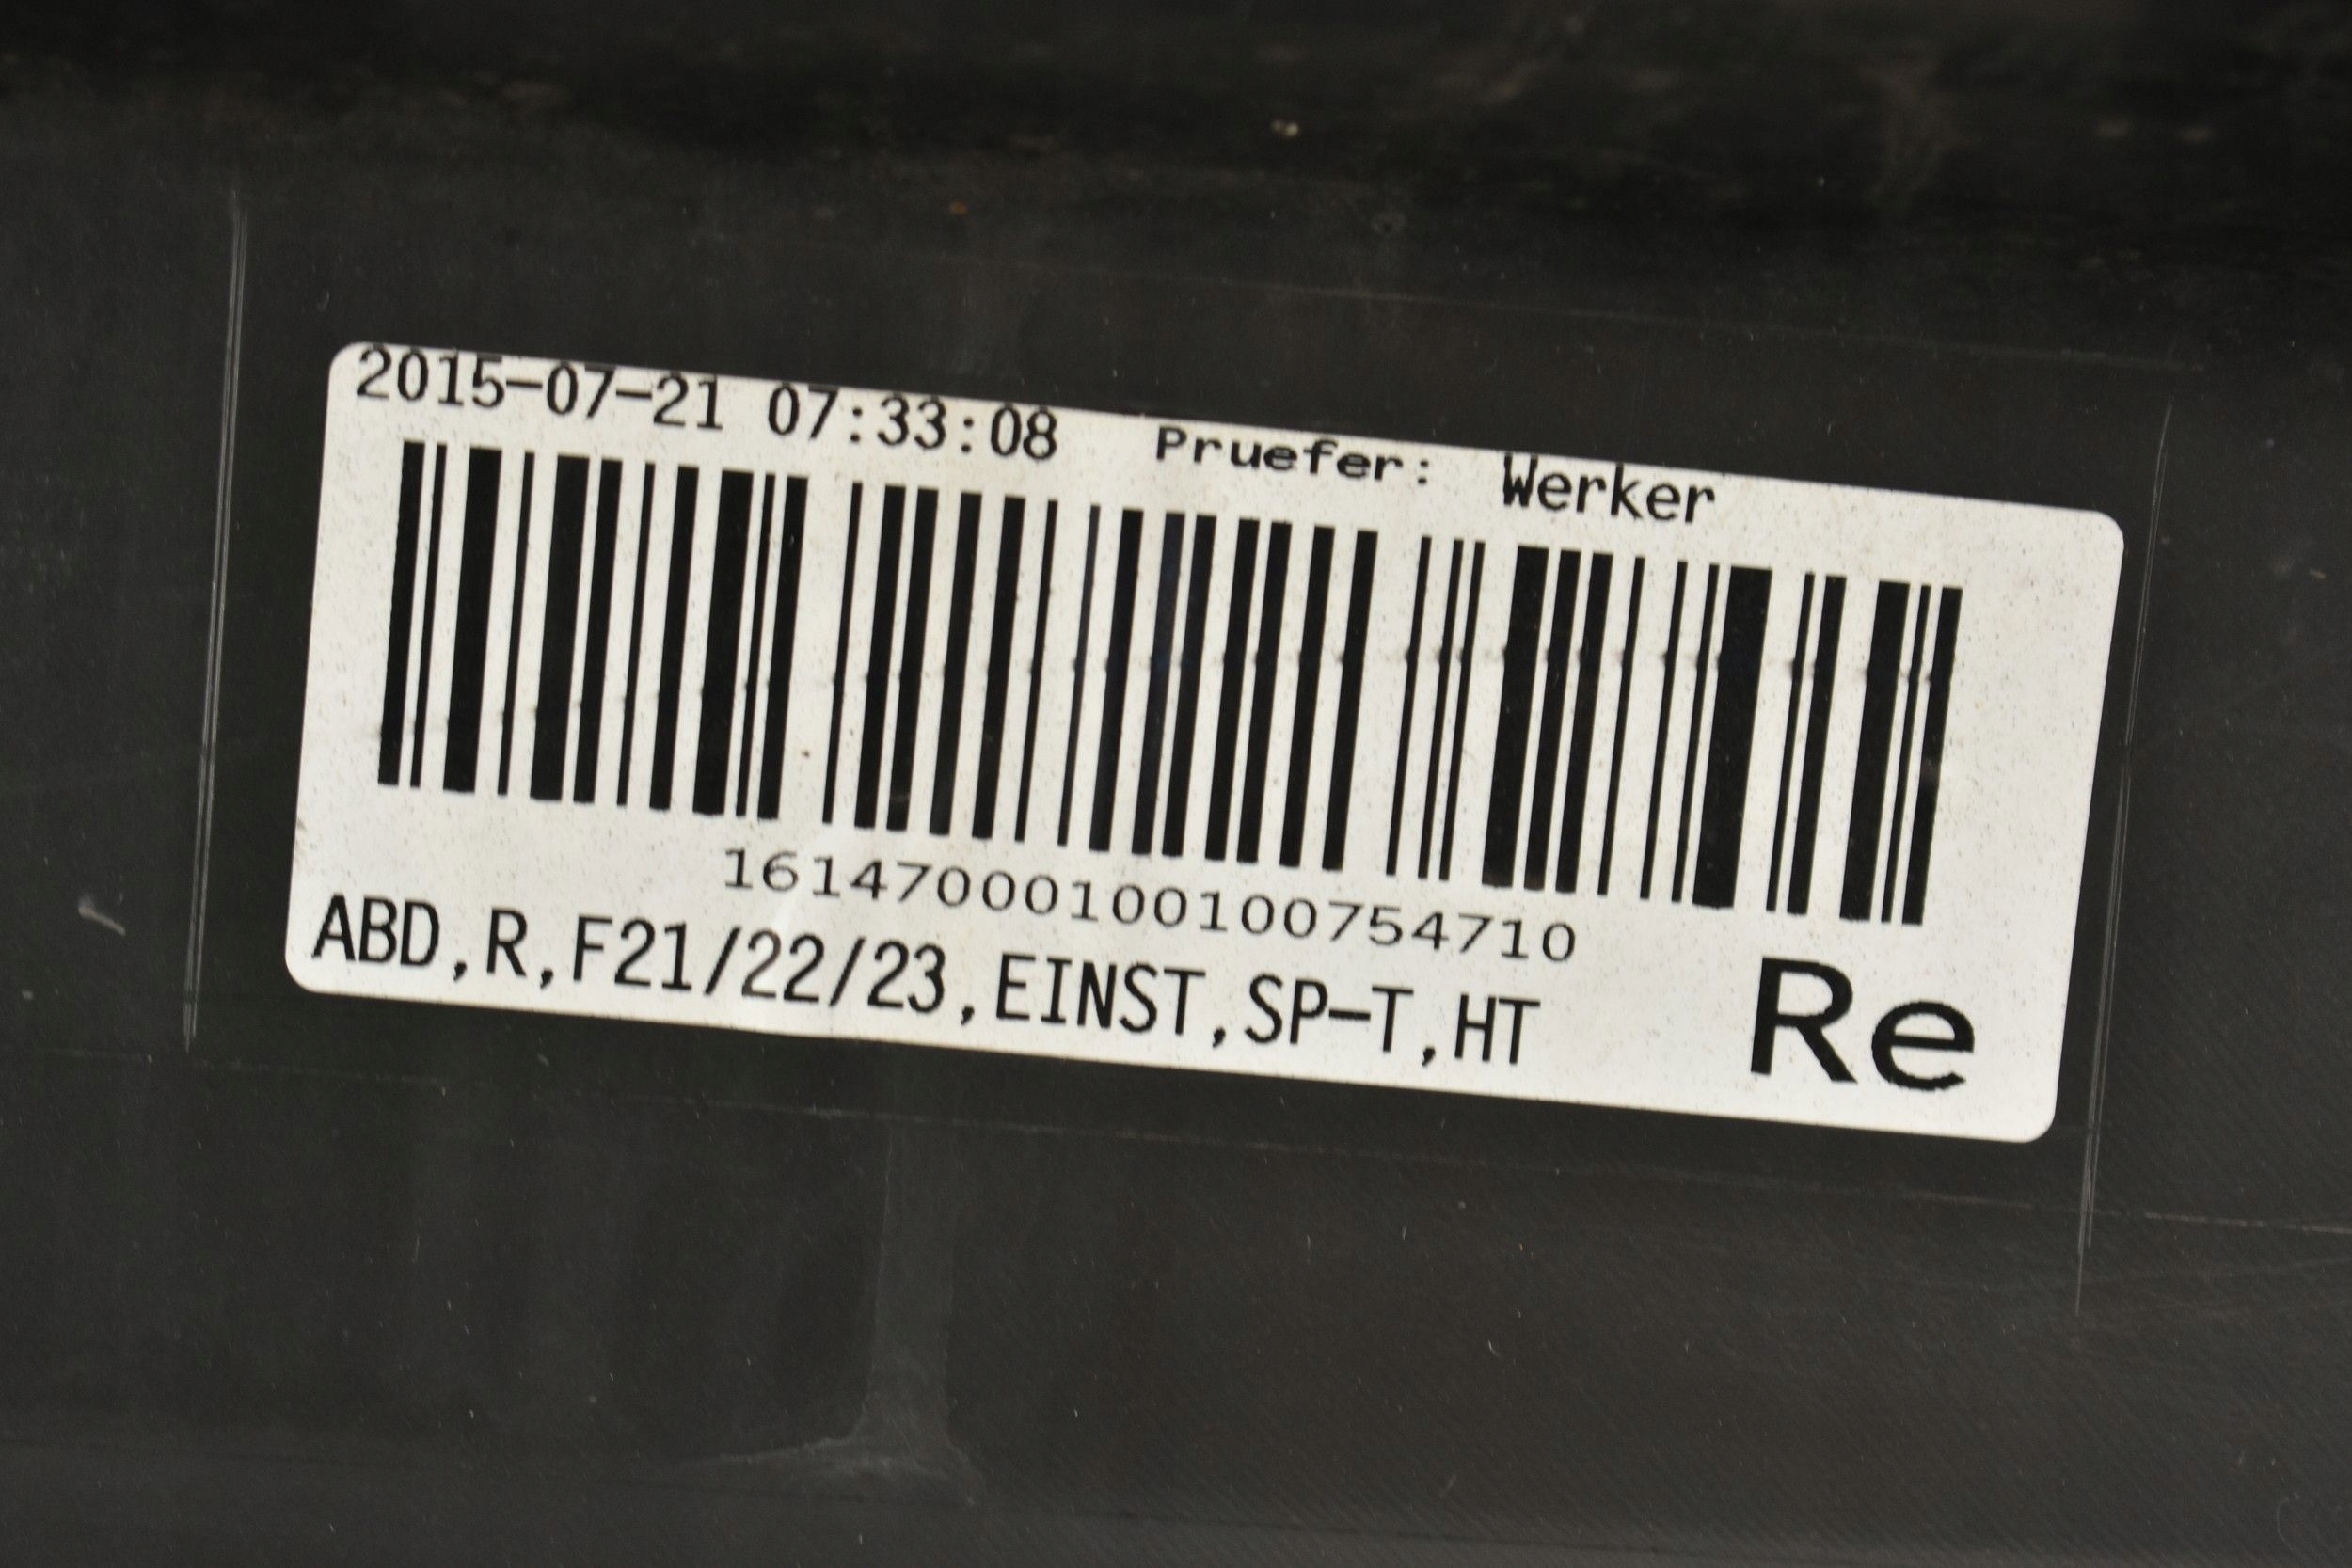 2015-07-21 07:33:08 Pruefer: Werker
16147000100100754710
ABD,R,F21/22/23,EINST,SP-T,HT Re